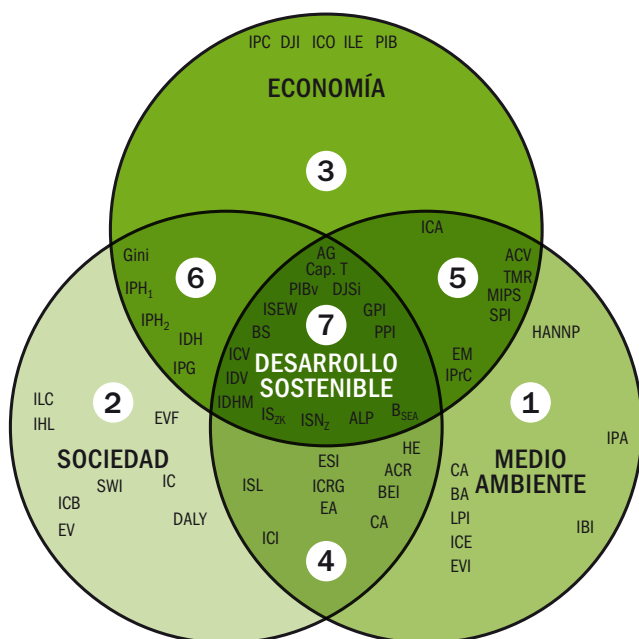 IPC DJI ICO ILE PIB
ECONOMÍA
3
ICA
Gini
6
AG
Cap. T
PIBv DJSi
5
ACV
TMR
MIPS
SPI
IPH1
IPH2
ISEW
GPI
7
BS
PPI
HANNP
IDH
IPG
ICV
DESARROLLO
SOSTENIBLE
EM
IPrC
IDV
IDHM
ISZK
ISNZ
ALP
BSEA
ILC
2
IHL
EVF
SOCIEDAD
SWI
IC
ICB
EV
DALY
1
IPA
MEDIO
AMBIENTE
CA
BA
LPI
ICE
EVI
IBI
HE
ESI
ACR
ISL
ICRG
BEI
EA
CA
ICI
4